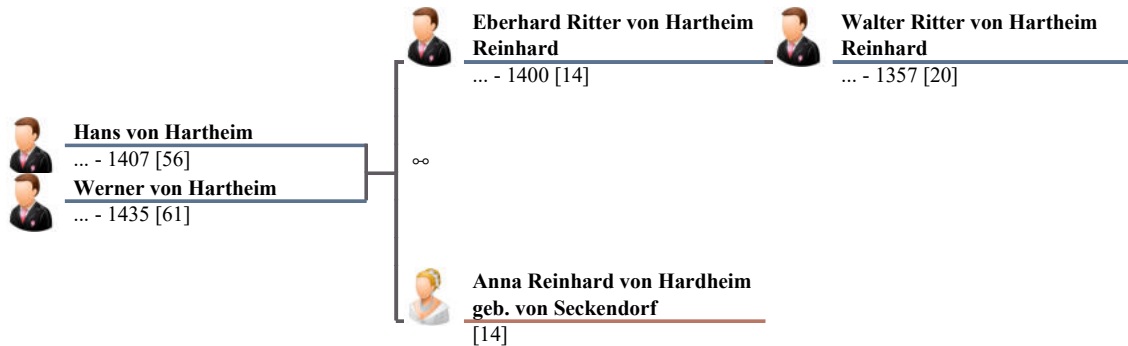 Eberhard Ritter von Hartheim
Reinhard
... - 1400 [14]
Walter Ritter von Hartheim
Reinhard
... - 1357 [20]
Hans von Hartheim
... - 1407 [56]
Werner von Hartheim
... - 1435 [61]
Anna Reinhard von Hardheim
geb. von Seckendorf
[14]